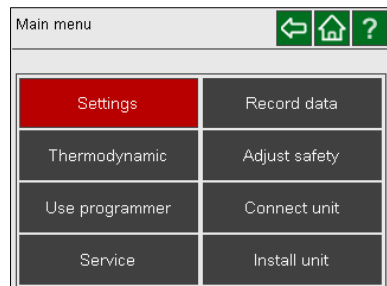 Main menu ?
Settings Record data
Thermodynamic Adjust safety
Use programmer Connect unit
Service Install unit